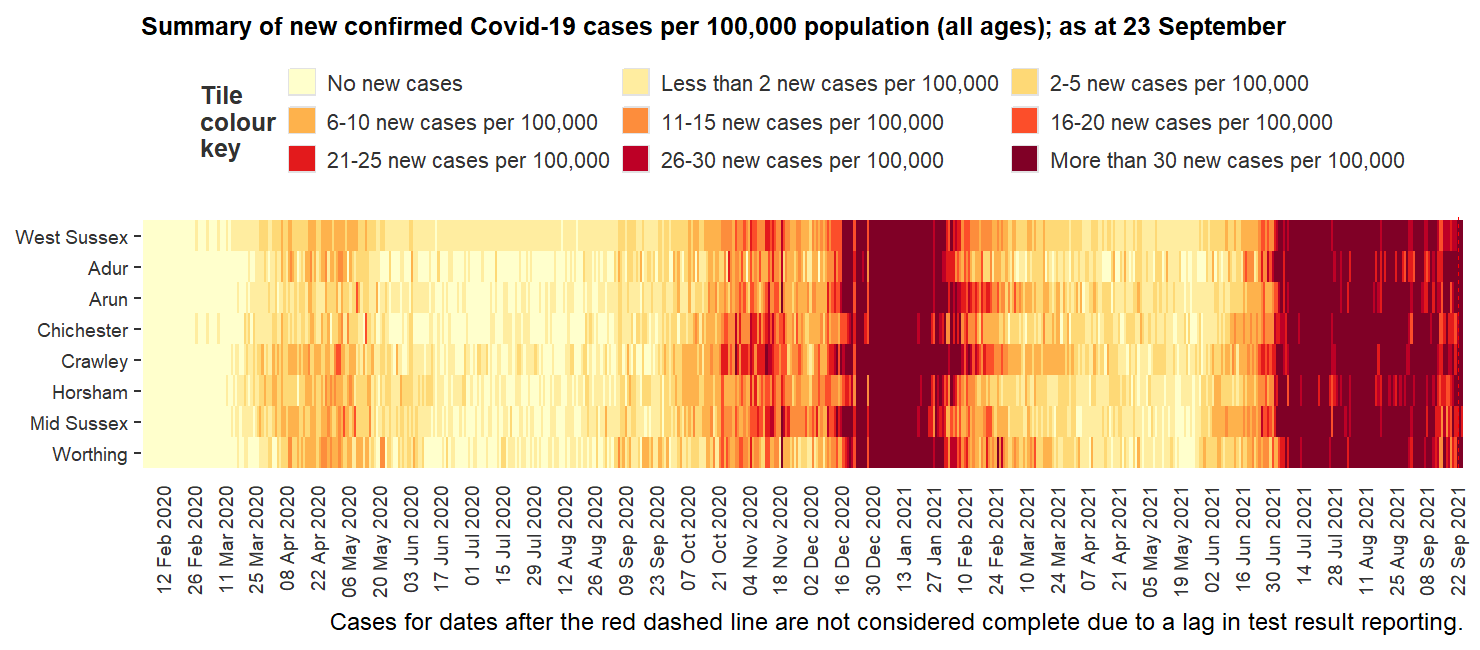 Summary of new confirmed Covid-19 cases per 100,000 population (all ages); as at 23 September
Tile
colour
key
No new cases
Less than 2 new cases per 100,000
2-5 new cases per 100,000
6-10 new cases per 100,000
11-15 new cases per 100,000
16-20 new cases per 100,000
21-25 new cases per 100,000
26-30 new cases per 100,000
More than 30 new cases per 100,000
West Sussex
Adur
Arun
Chichester
Crawley
Horsham
Mid Sussex
Worthing
12 Feb 2020
26 Feb 2020
11 Mar 2020
25 Mar 2020
08 Apr 2020
22 Apr 2020
06 May 2020
20 May 2020
03 Jun 2020
17 Jun 2020
01 Jul 2020
15 Jul 2020
29 Jul 2020
12 Aug 2020
26 Aug 2020
09 Sep 2020
23 Sep 2020
07 Oct 2020
21 Oct 2020
04 Nov 2020
18 Nov 2020
02 Dec 2020
16 Dec 2020
30 Dec 2020
13 Jan 2021
27 Jan 2021
10 Feb 2021
24 Feb 2021
10 Mar 2021
24 Mar 2021
07 Apr 2021
21 Apr 2021
05 May 2021
19 May 2021
02 Jun 2021
16 Jun 2021
30 Jun 2021
14 Jul 2021
28 Jul 2021
11 Aug 2021
25 Aug 2021
08 Sep 2021
22 Sep 2021
Cases for dates after the red dashed line are not considered complete due to a lag in test result reporting.